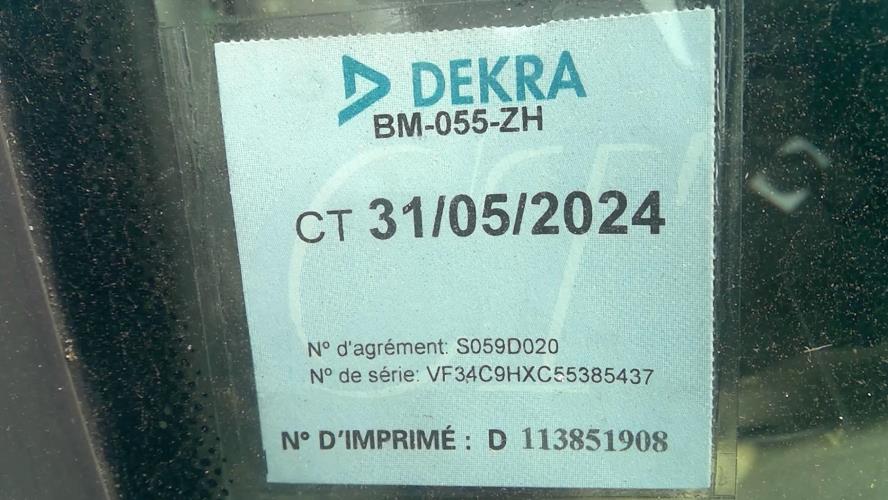 DEKRA
BM-055-ZH
CT 31/05/2024
N° d'agrément: S059D020
N° de série: VF34C9HXC55385437
N° D'IMPRIMÉ : D 113851908